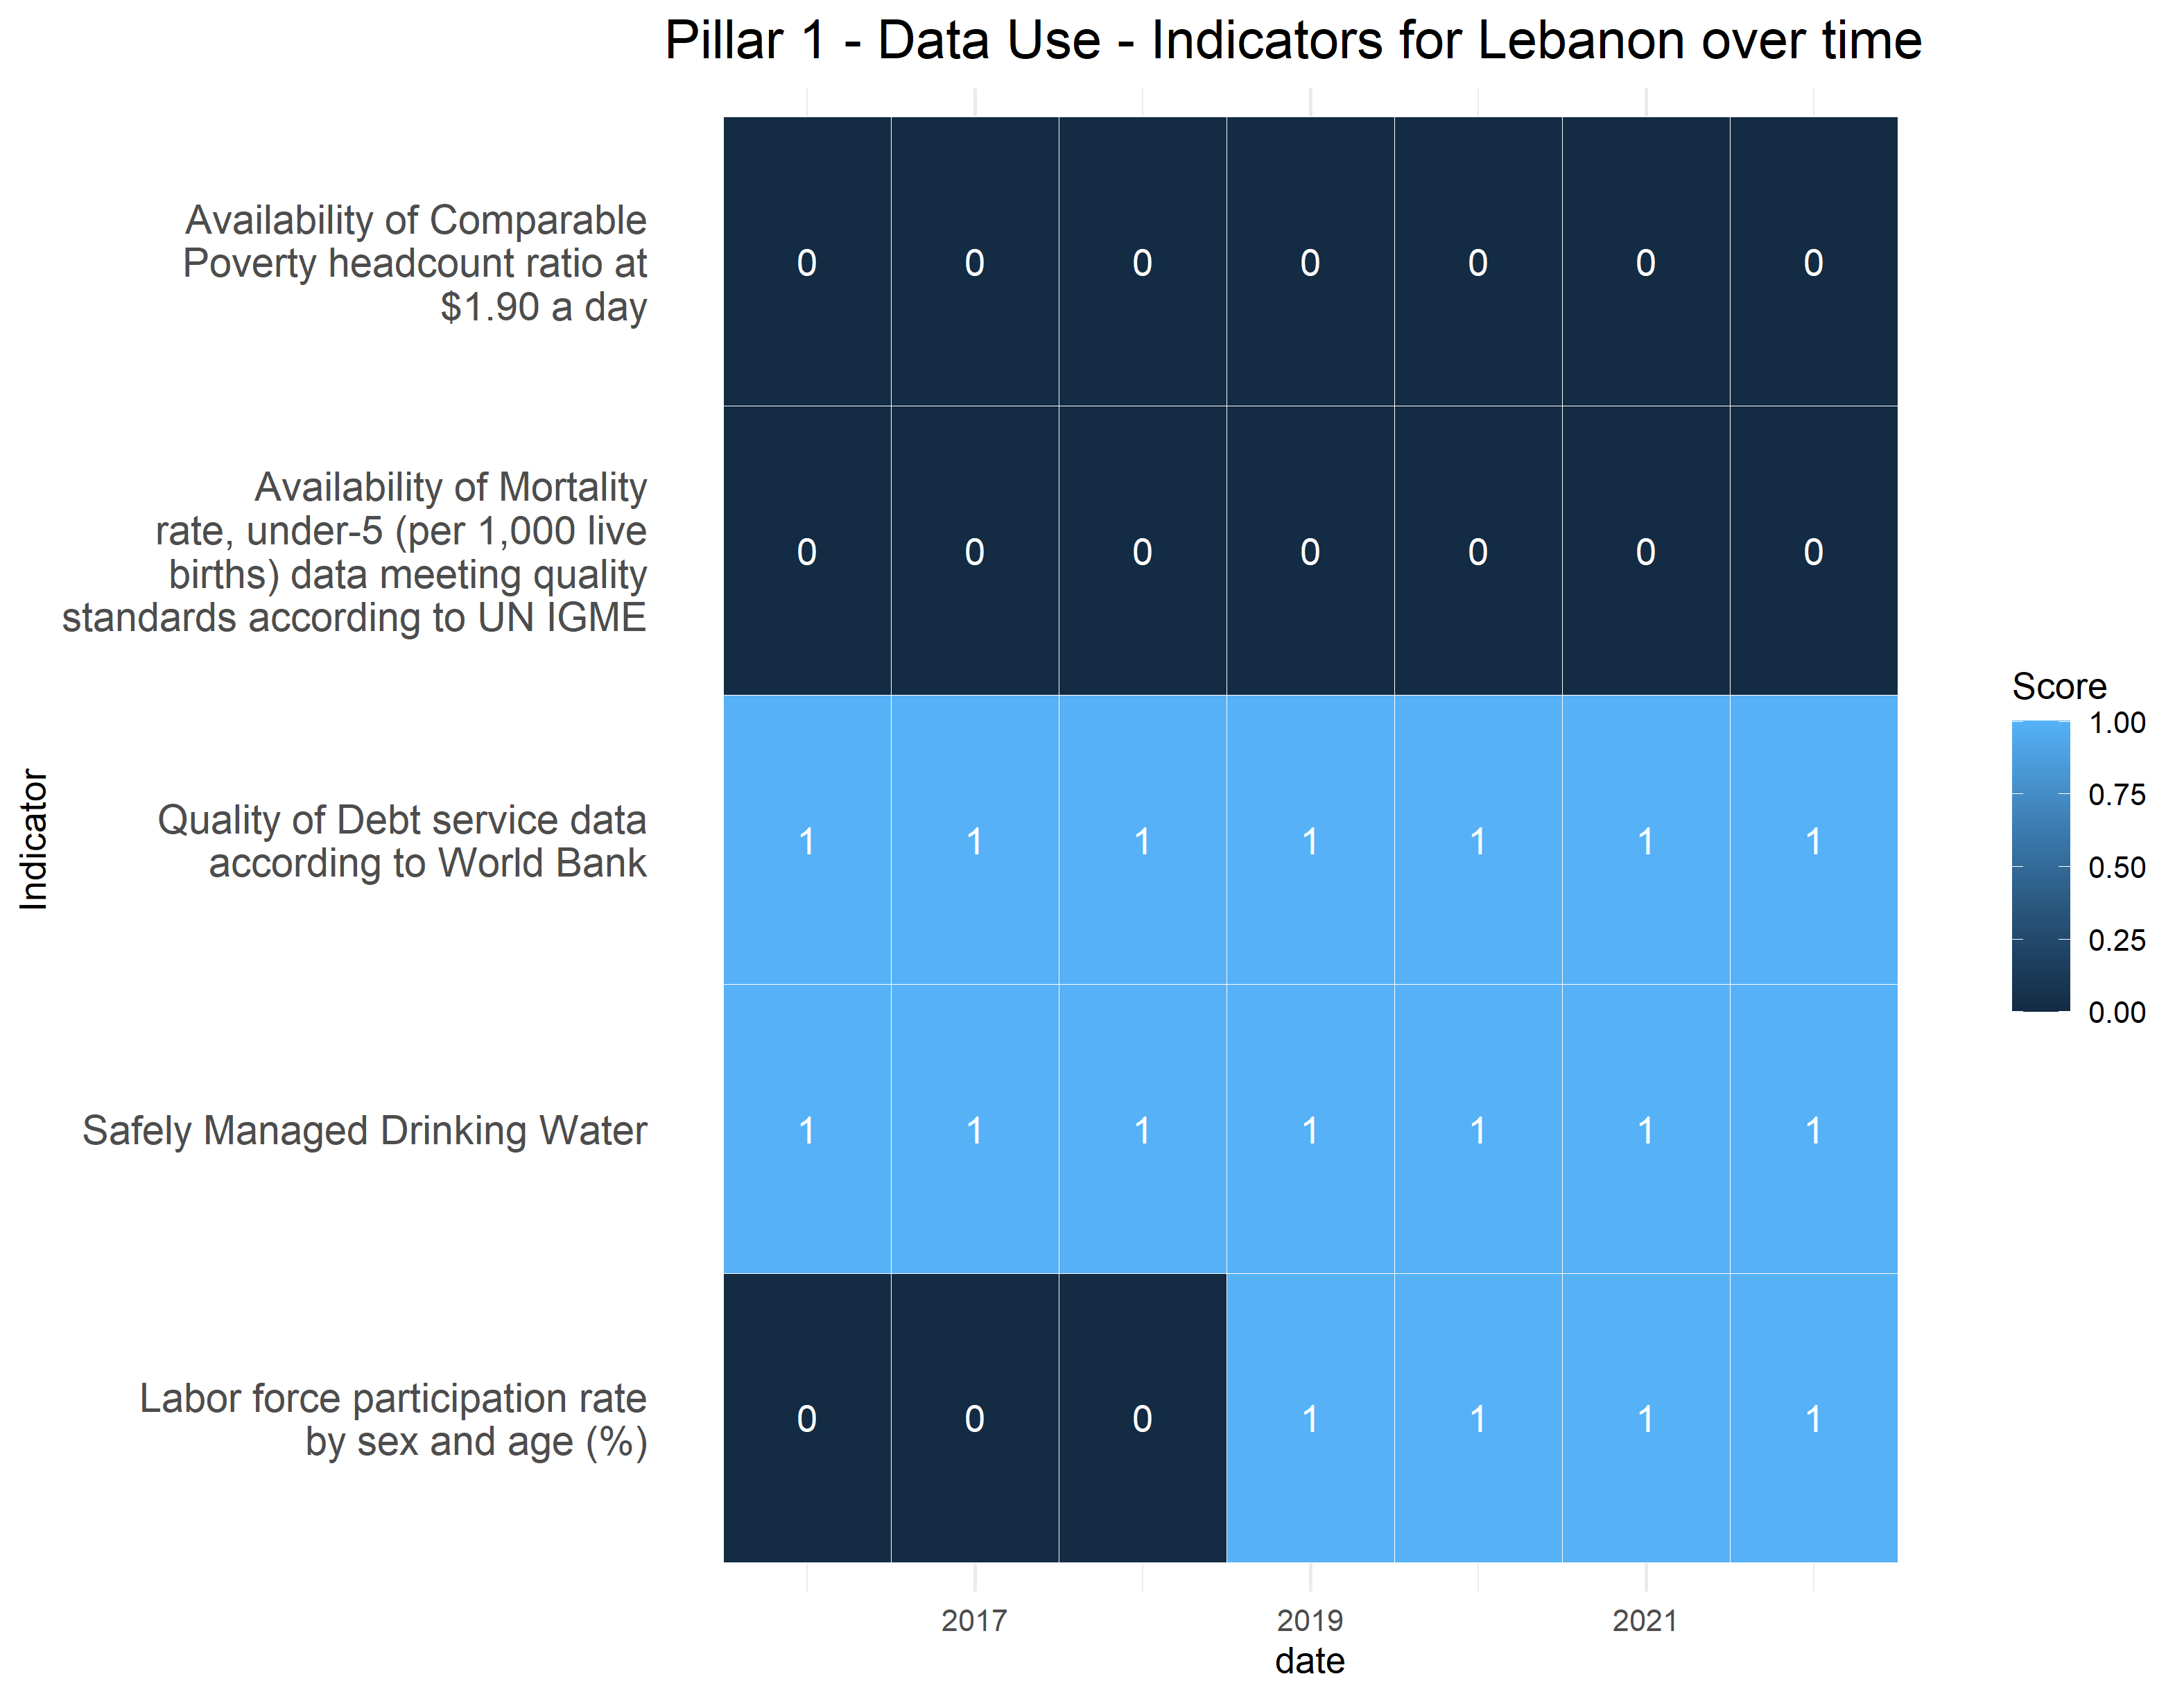 Pillar 1 - Data Use - Indicators for Lebanon over time
Indicator
Availability of Comparable
Poverty headcount ratio at
$1.90 a day
0 0 0 0 0 0 0
Availability of Mortality
rate, under-5 (per 1,000 live
births) data meeting quality
standards according to UN IGME
0 0 0 0 0 0 0
Quality of Debt service data
according to World Bank
1 1 1 1 1 1 1
Safely Managed Drinking Water
1 1 1 1 1 1 1
Labor force participation rate
by sex and age (%)
0 0 0 1 1 1 1
2017 2019 2021
date
Score
1.00
0.75
0.50
0.25
0.00